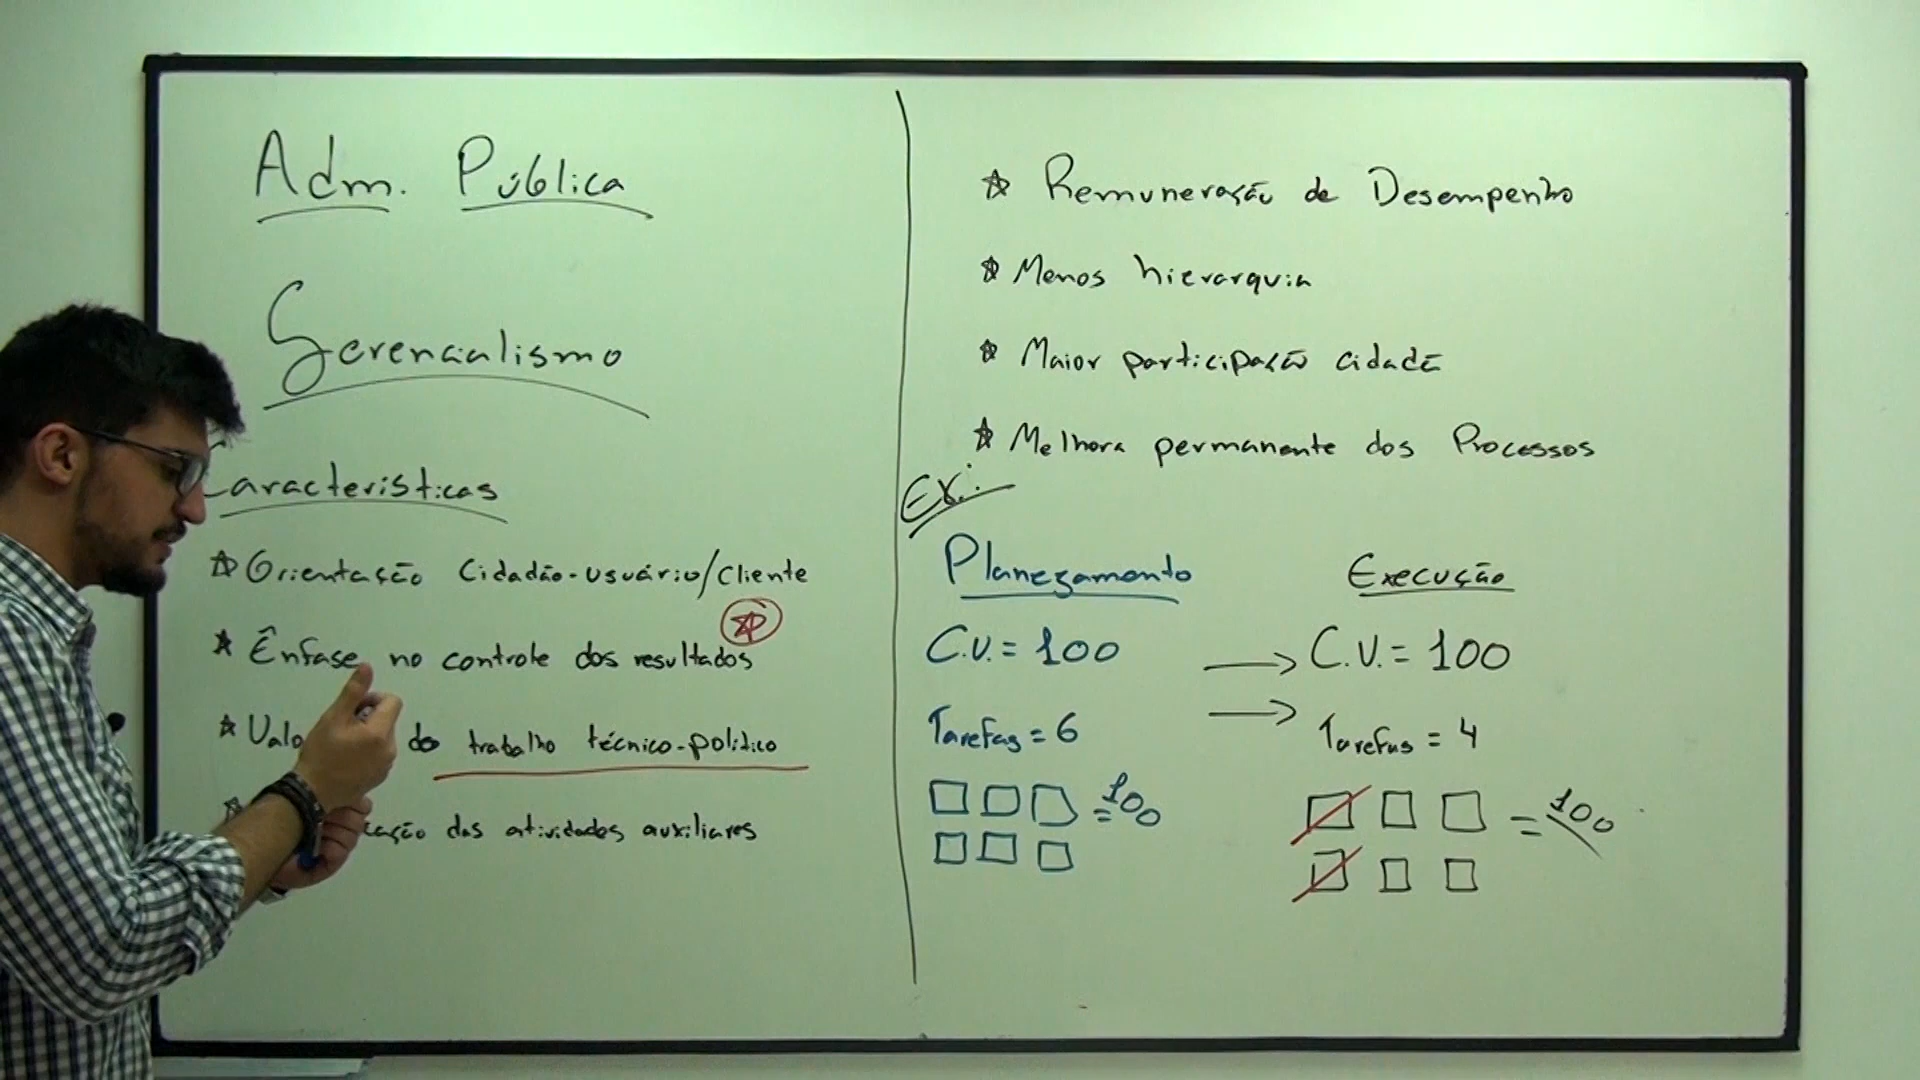 Adm. Pública
Gerencialismo
Características
Orientação Cidadão-usuário/Cliente
Ênfase no controle dos resultados
do trabalho técnico-político
das atividades auxiliares
Remuneração de Desempenho
Menos hierarquia
Maior participação cidadã
Melhora permanente dos Processos
Ex.:
Planejamento
Execução
C.V. = 100
C.V. = 100
Tarefas = 6
Tarefas = 4
= 100
= 100